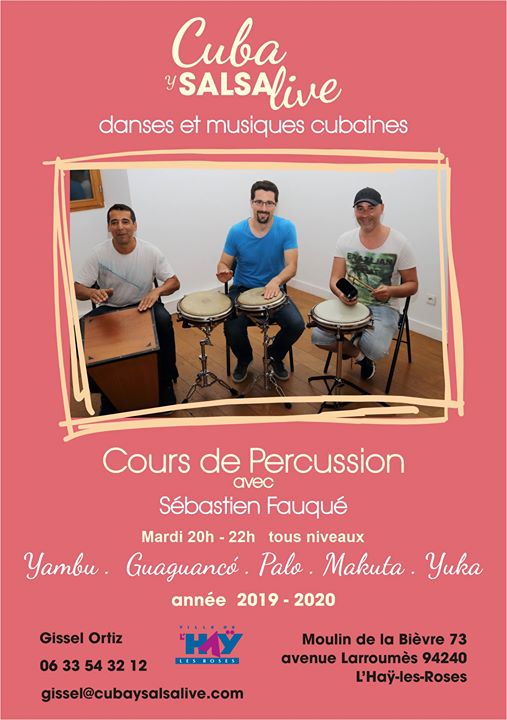 Cuba
y SALSA live
danses et musiques cubaines
Cours de Percussion
avec
Sébastien Fauqué
Mardi 20h - 22h tous niveaux
Yambu . Guaguancó . Palo . Makuta . Yuka
année 2019 - 2020
Gissel Ortiz
06 33 54 32 12
gissel@cubaysalsalive.com
VILLE DE
L'HAŸ
LES ROSES
Moulin de la Bièvre 73
avenue Larroumès 94240
L'Haÿ-les-Roses